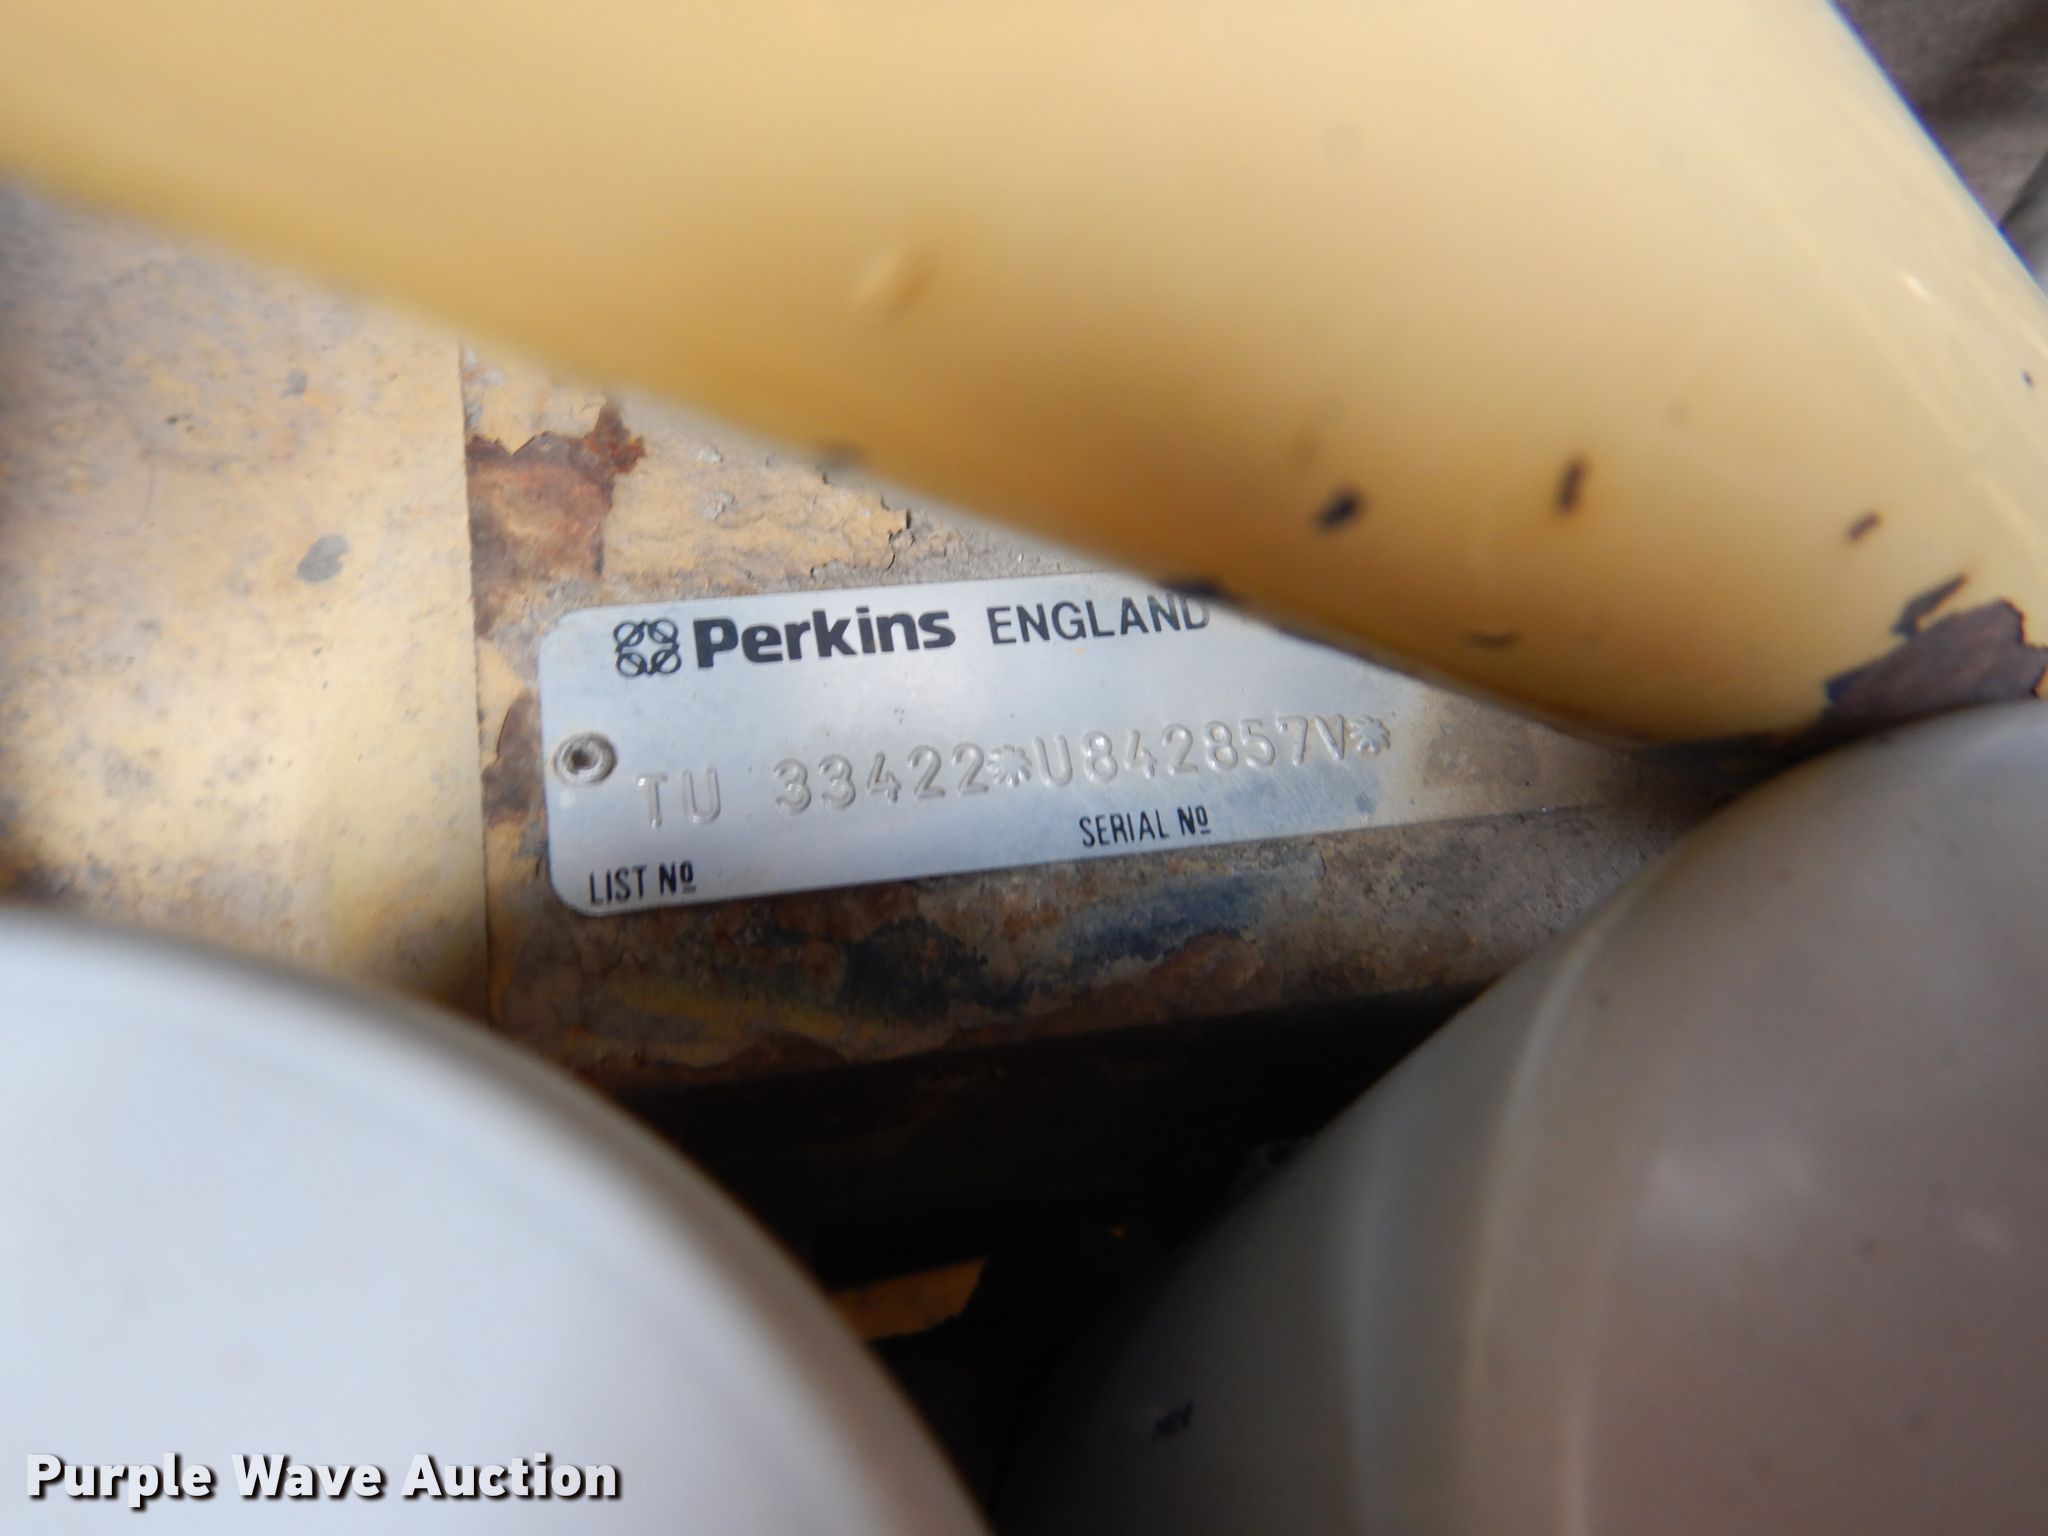 Perkins ENGLAND
TU 33422*U842857V*
SERIAL Nº
LIST Nº
Purple Wave Auction